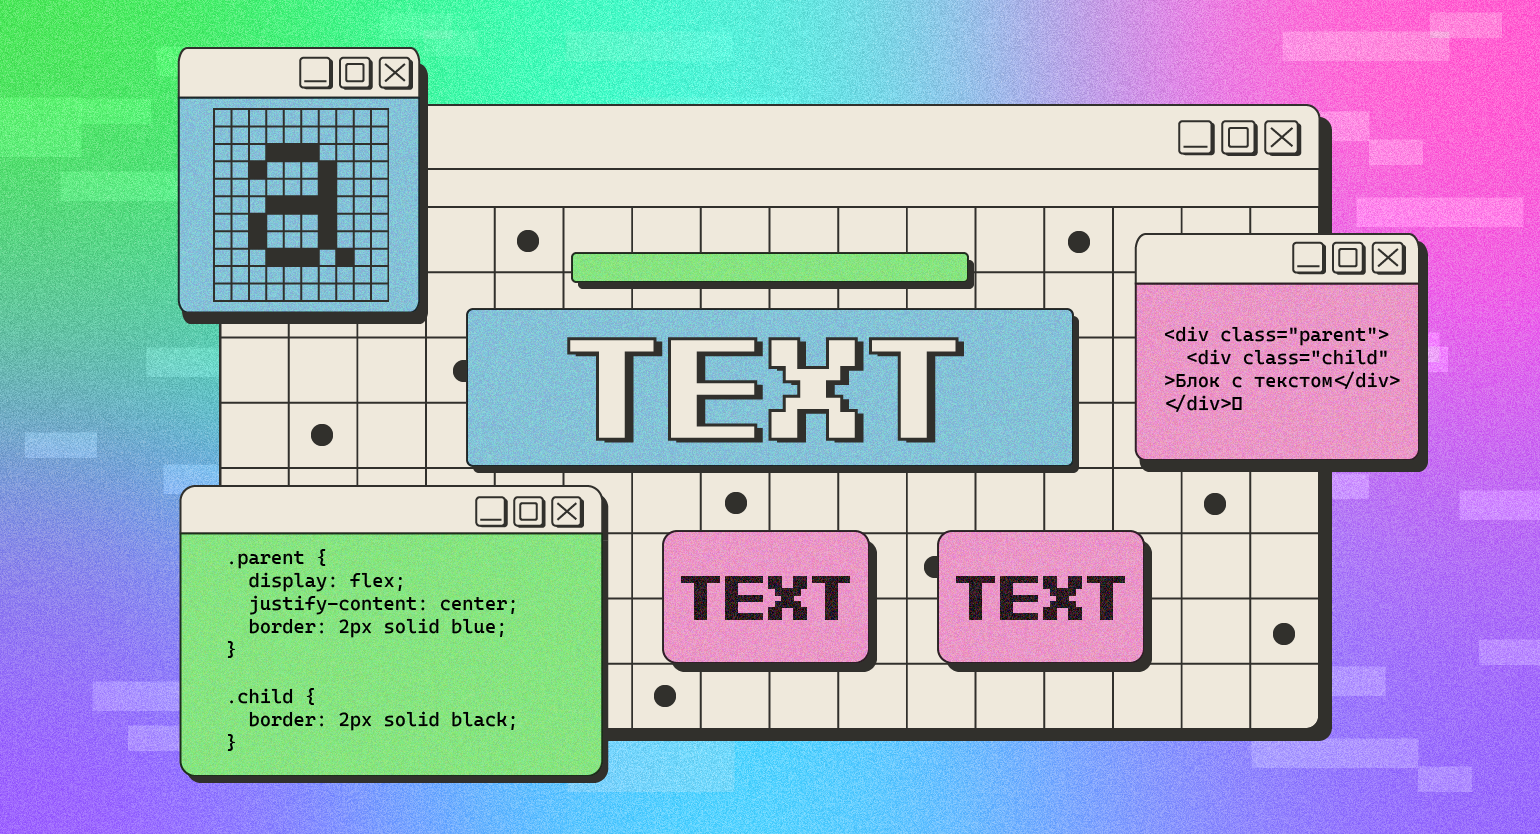 a
TEXT
<div class="parent">
  <div class="child"
>Блок с текстом</div>
</div>
.parent {
  display: flex;
  justify-content: center;
  border: 2px solid blue;
}
.child {
  border: 2px solid black;
}
TEXT
TEXT